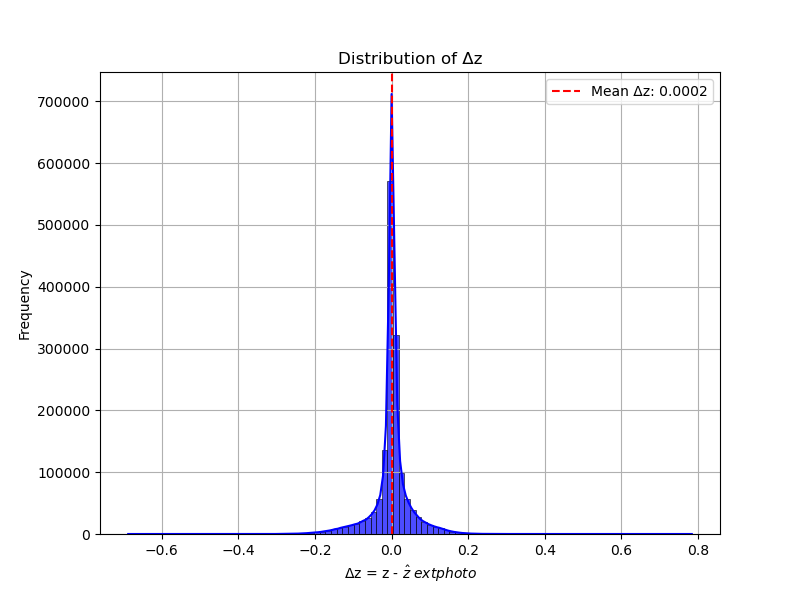 Distribution of Δz
Mean Δz: 0.0002
700000
600000
500000
400000
300000
200000
100000
0
Frequency
−0.6 −0.4 −0.2 0.0 0.2 0.4 0.6 0.8
Δz = z - ẑ extphoto